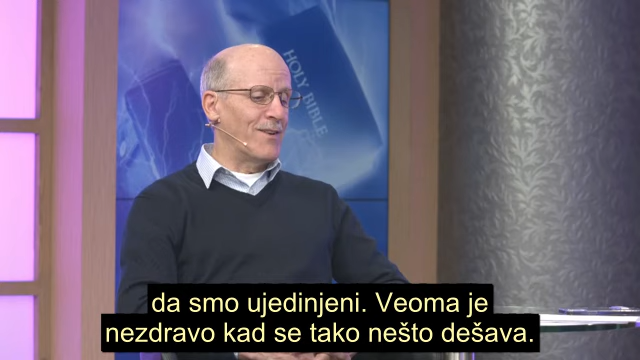 HOLY BIBLE
da smo ujedinjeni. Veoma je
nezdravo kad se tako nešto dešava.